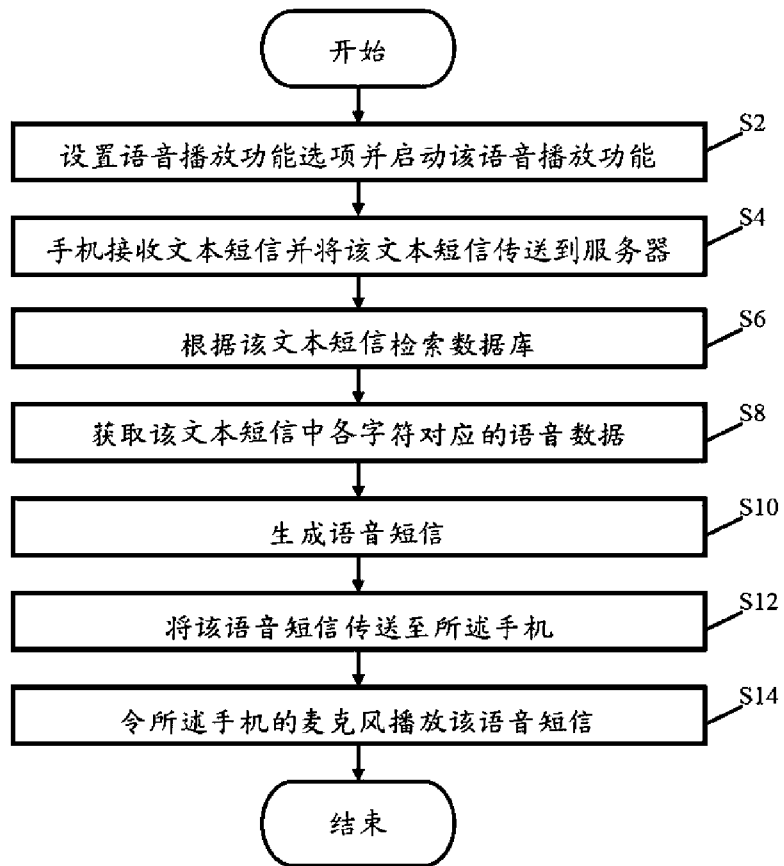 开始
S2
设置语音播放功能选项并启动该语音播放功能
S4
手机接收文本短信并将该文本短信传送到服务器
S6
根据该文本短信检索数据库
S8
获取该文本短信中各字符对应的语音数据
S10
生成语音短信
S12
将该语音短信传送至所述手机
S14
令所述手机的麦克风播放该语音短信
结束